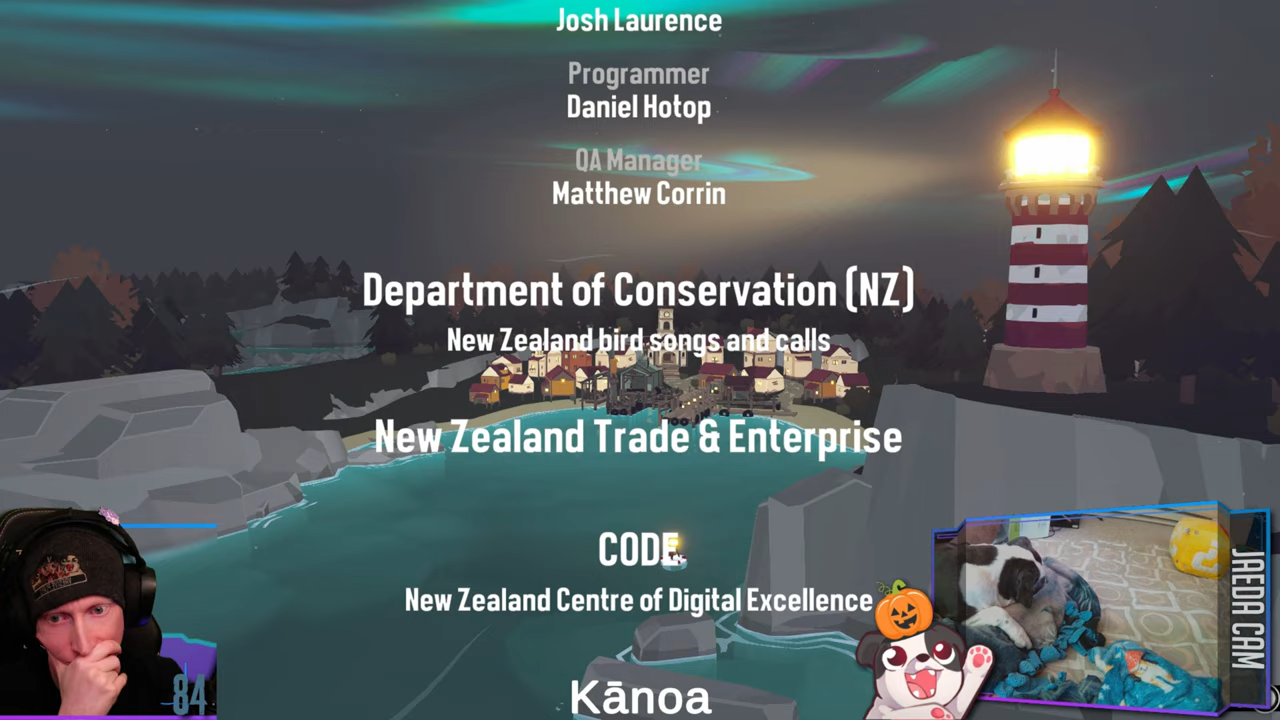 Josh Laurence
Programmer
Daniel Hotop
QA Manager
Matthew Corrin
Department of Conservation (NZ)
New Zealand bird songs and calls
New Zealand Trade & Enterprise
CODE
New Zealand Centre of Digital Excellence
Kānoa
84
JAEDA CAM